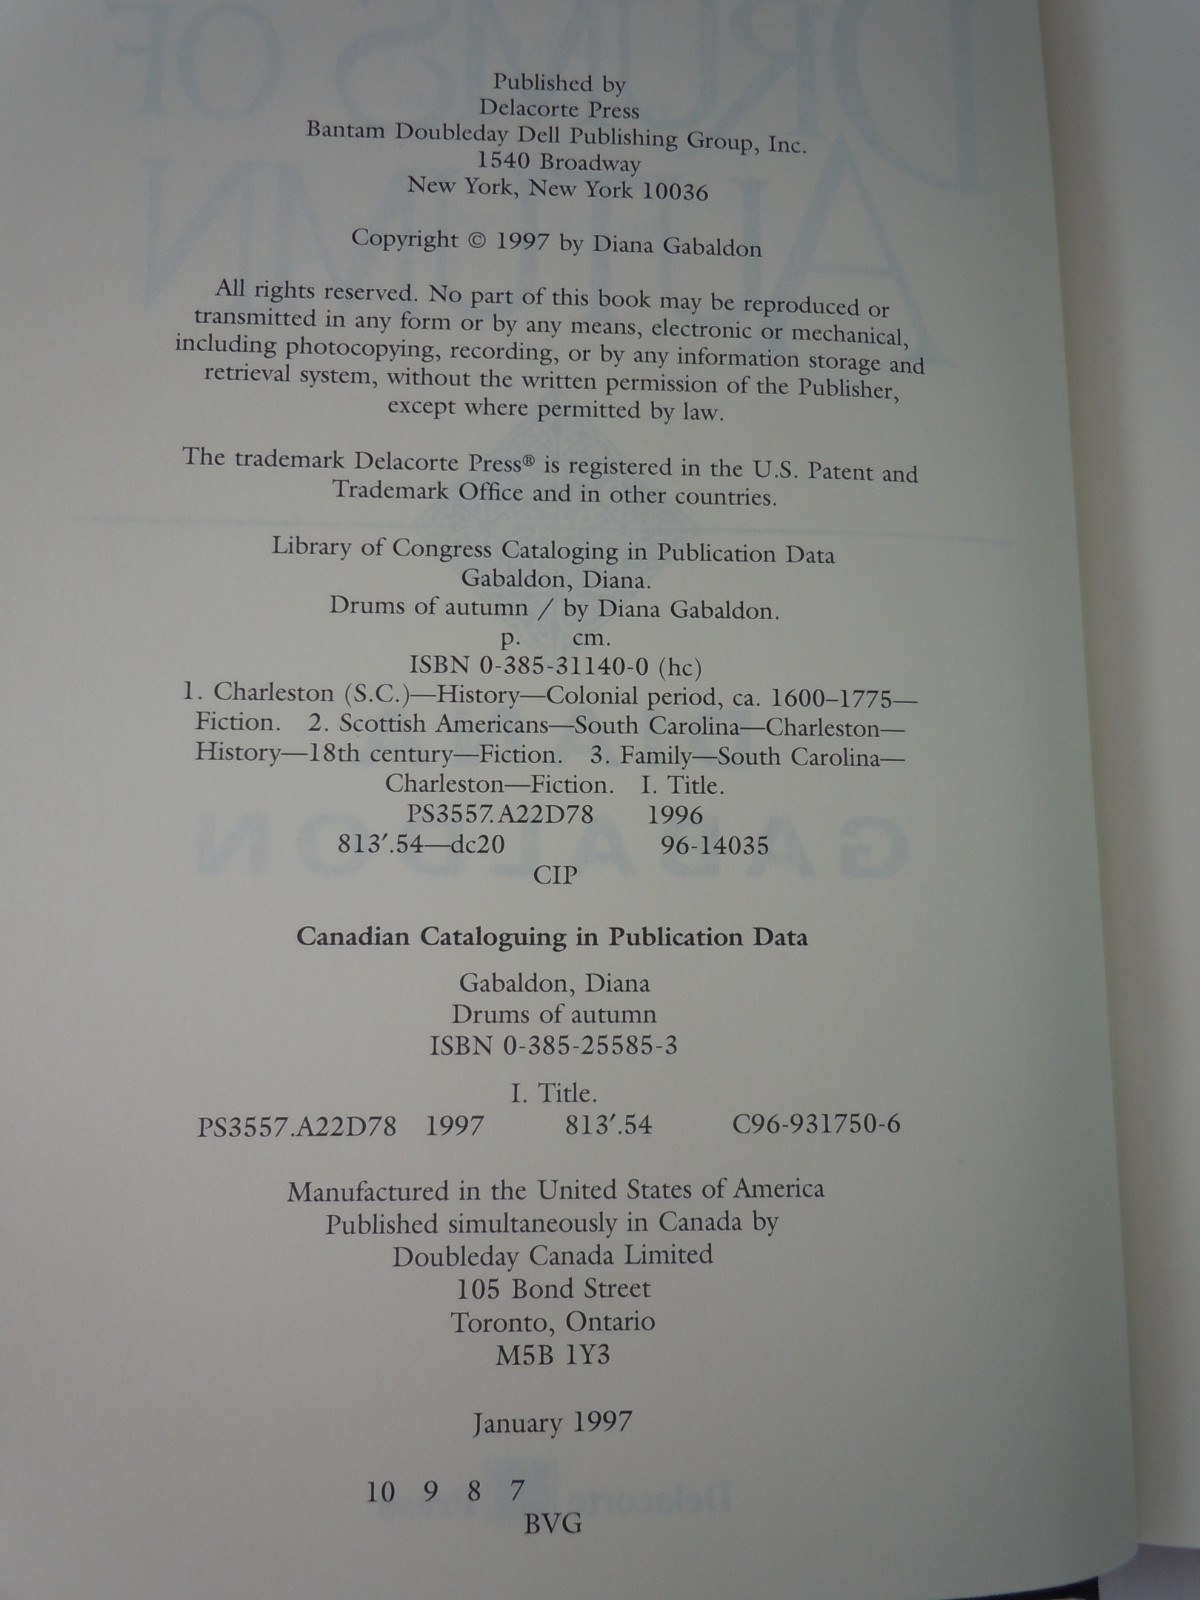 Published by
Delacorte Press
Bantam Doubleday Dell Publishing Group, Inc.
1540 Broadway
New York, New York 10036
Copyright © 1997 by Diana Gabaldon
All rights reserved. No part of this book may be reproduced or
transmitted in any form or by any means, electronic or mechanical,
including photocopying, recording, or by any information storage and
retrieval system, without the written permission of the Publisher,
except where permitted by law.
The trademark Delacorte Press® is registered in the U.S. Patent and
Trademark Office and in other countries.
Library of Congress Cataloging in Publication Data
Gabaldon, Diana.
Drums of autumn / by Diana Gabaldon.
p. cm.
ISBN 0-385-31140-0 (hc)
1. Charleston (S.C.)—History—Colonial period, ca. 1600–1775—
Fiction. 2. Scottish Americans—South Carolina—Charleston—
History—18th century—Fiction. 3. Family—South Carolina—
Charleston—Fiction. I. Title.
PS3557.A22D78 1996
813′.54—dc20 96-14035
CIP
Canadian Cataloguing in Publication Data
Gabaldon, Diana
Drums of autumn
ISBN 0-385-25585-3
I. Title.
PS3557.A22D78 1997 813′.54 C96-931750-6
Manufactured in the United States of America
Published simultaneously in Canada by
Doubleday Canada Limited
105 Bond Street
Toronto, Ontario
M5B 1Y3
January 1997
10 9 8 7
BVG